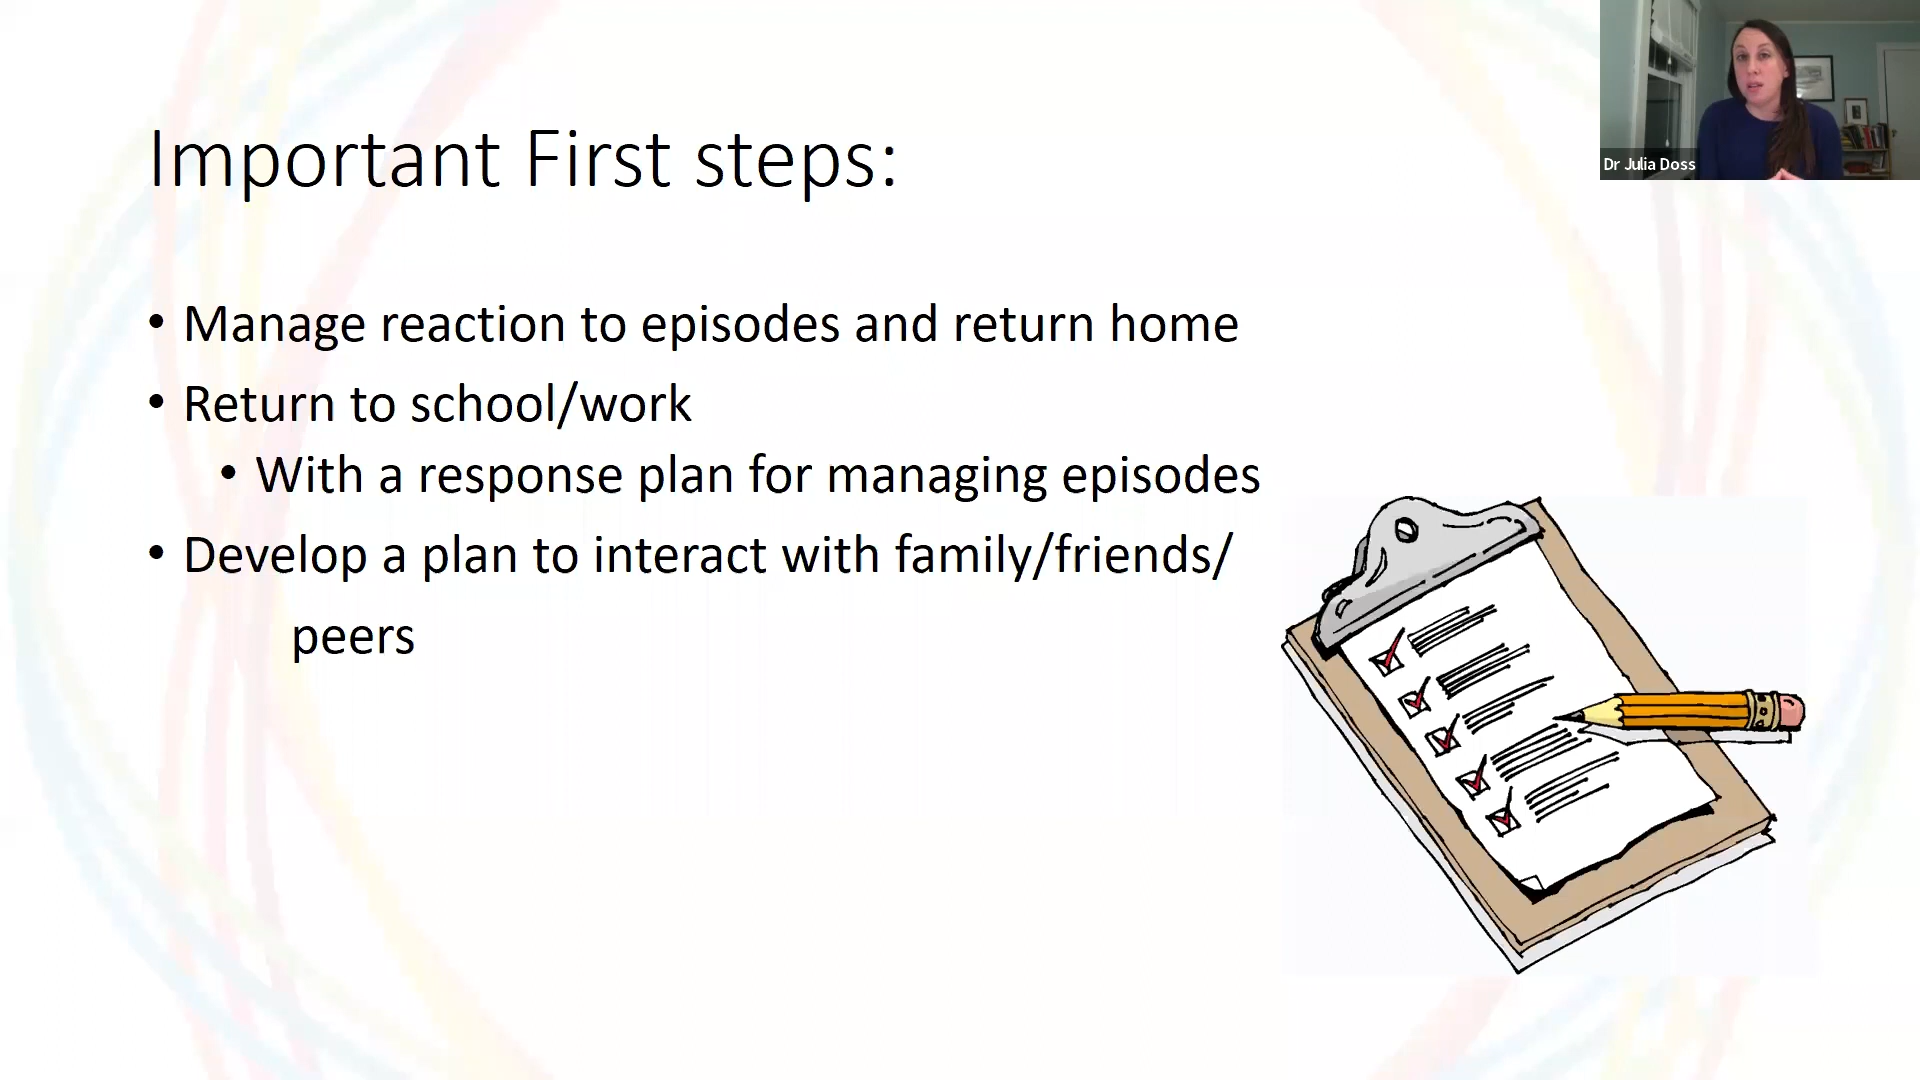 Important First steps:
• Manage reaction to episodes and return home
• Return to school/work
• With a response plan for managing episodes
• Develop a plan to interact with family/friends/
peers
Dr Julia Doss